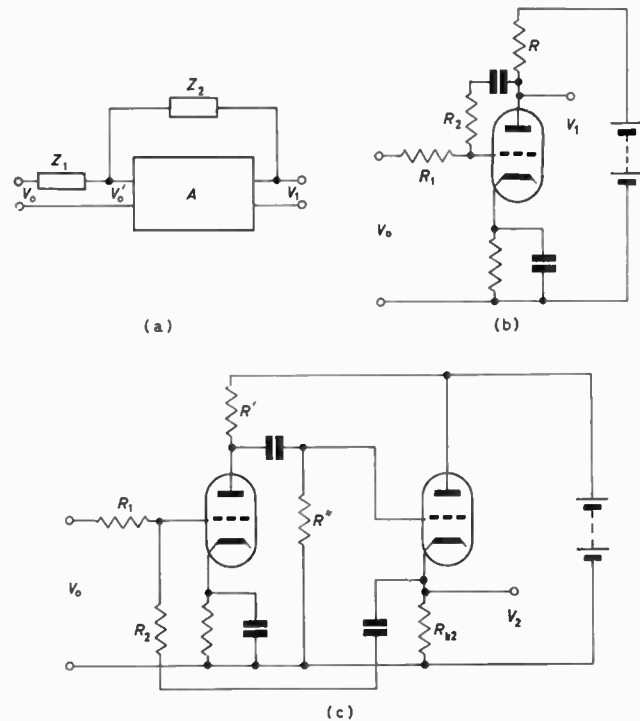 Z₂
Z₁
V₀
V₀′
A
V₁
(a)
R
R₂
V₁
R₁
V₀
(b)
R′
R₁
R″
V₀
R₂
V₂
Rₖ₂
(c)